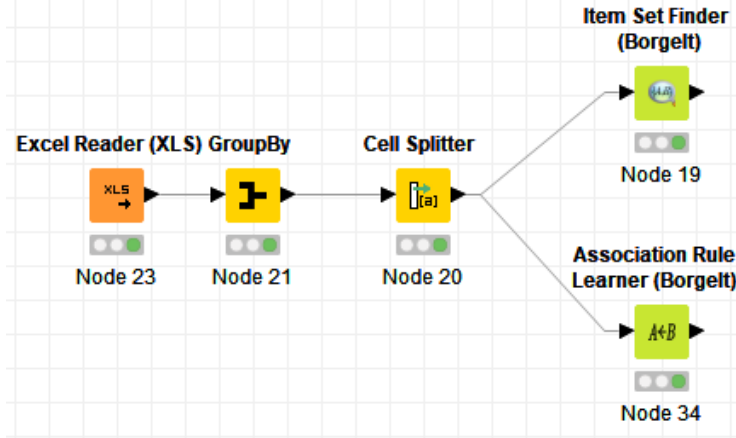 Item Set Finder
(Borgelt)
Node 19
Excel Reader (XLS)
XLS
Node 23
GroupBy
Node 21
Cell Splitter
[a]
Node 20
Association Rule
Learner (Borgelt)
A+B
Node 34